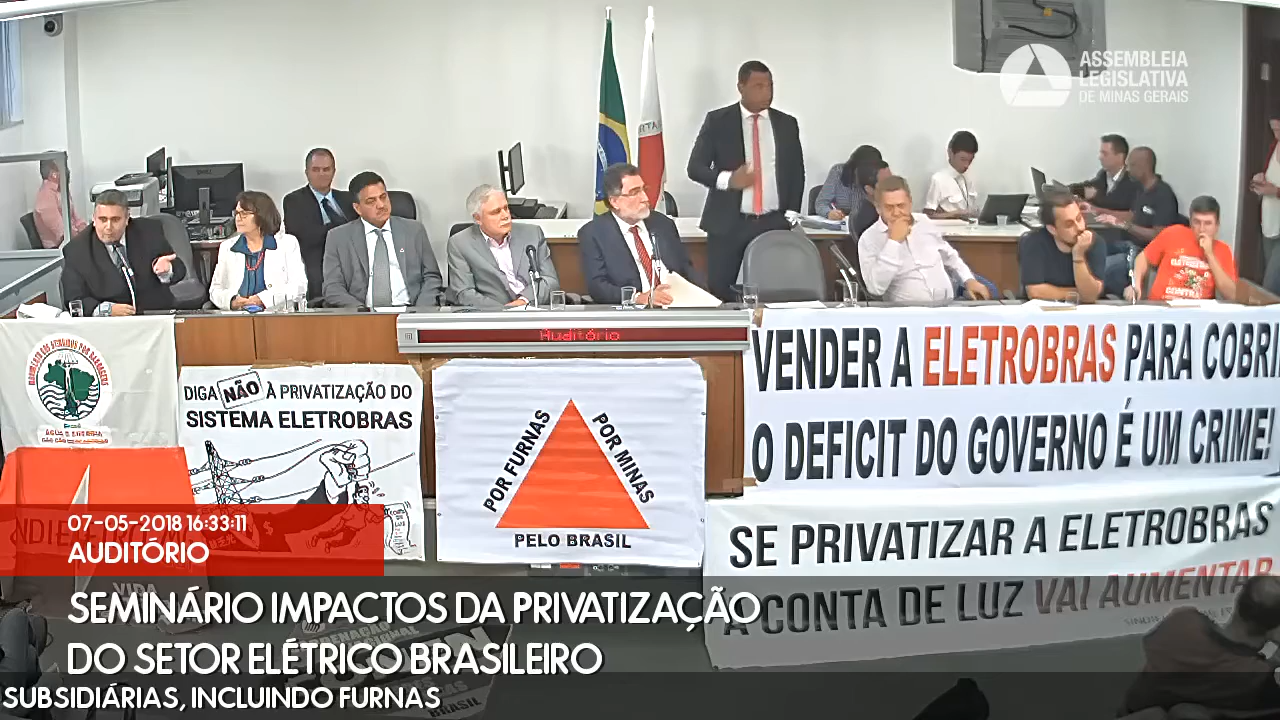 ASSEMBLEIA
LEGISLATIVA
DE MINAS GERAIS
Auditório
DIGA NÃO À PRIVATIZAÇÃO DO
SISTEMA ELETROBRAS
POR FURNAS
POR MINAS
PELO BRASIL
VENDER A ELETROBRAS PARA COBRI
O DEFICIT DO GOVERNO É UM CRIME!
SE PRIVATIZAR A ELETROBRAS
A CONTA DE LUZ VAI AUMENTAR
07-05-2018 16:33:11
AUDITÓRIO
VIDA
SEMINÁRIO IMPACTOS DA PRIVATIZAÇÃO
DO SETOR ELÉTRICO BRASILEIRO
SUBSIDIÁRIAS, INCLUINDO FURNAS
BRASIL